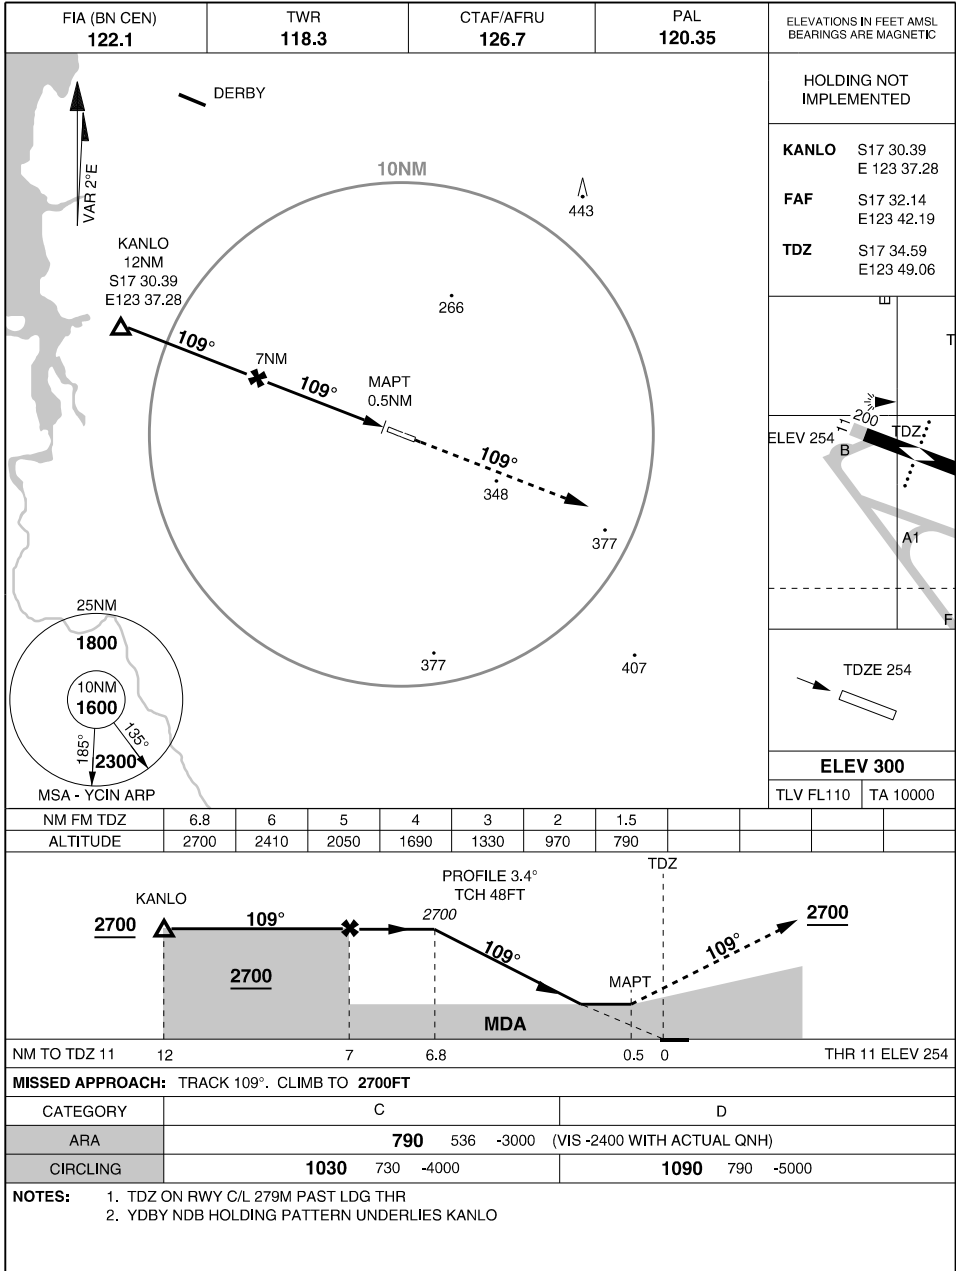 FIA (BN CEN) TWR CTAF/AFRU PAL
122.1 118.3 126.7 120.35
ELEVATIONS IN FEET AMSL
BEARINGS ARE MAGNETIC
HOLDING NOT
IMPLEMENTED
KANLO S17 30.39
E 123 37.28
FAF S17 32.14
E123 42.19
TDZ S17 34.59
E123 49.06
DERBY
VAR 2°E
10NM
443
KANLO
12NM
S17 30.39
E123 37.28
266
109°
7NM
109°
MAPT
0.5NM
109°
348
377
377
407
E
T
200
11
ELEV 254
TDZ
B
A1
F
25NM
1800
10NM
1600
185°
135°
2300
MSA - YCIN ARP
TDZE 254
ELEV 300
TLV FL110 TA 10000
NM FM TDZ 6.8 6 5 4 3 2 1.5
ALTITUDE 2700 2410 2050 1690 1330 970 790
PROFILE 3.4°
TCH 48FT
TDZ
KANLO
2700 109° 2700 2700
109°
109°
2700
MAPT
MDA
NM TO TDZ 11 12 7 6.8 0.5 0 THR 11 ELEV 254
MISSED APPROACH: TRACK 109°. CLIMB TO 2700FT
CATEGORY C D
ARA 790 536 -3000 (VIS -2400 WITH ACTUAL QNH)
CIRCLING 1030 730 -4000 1090 790 -5000
NOTES: 1. TDZ ON RWY C/L 279M PAST LDG THR
2. YDBY NDB HOLDING PATTERN UNDERLIES KANLO